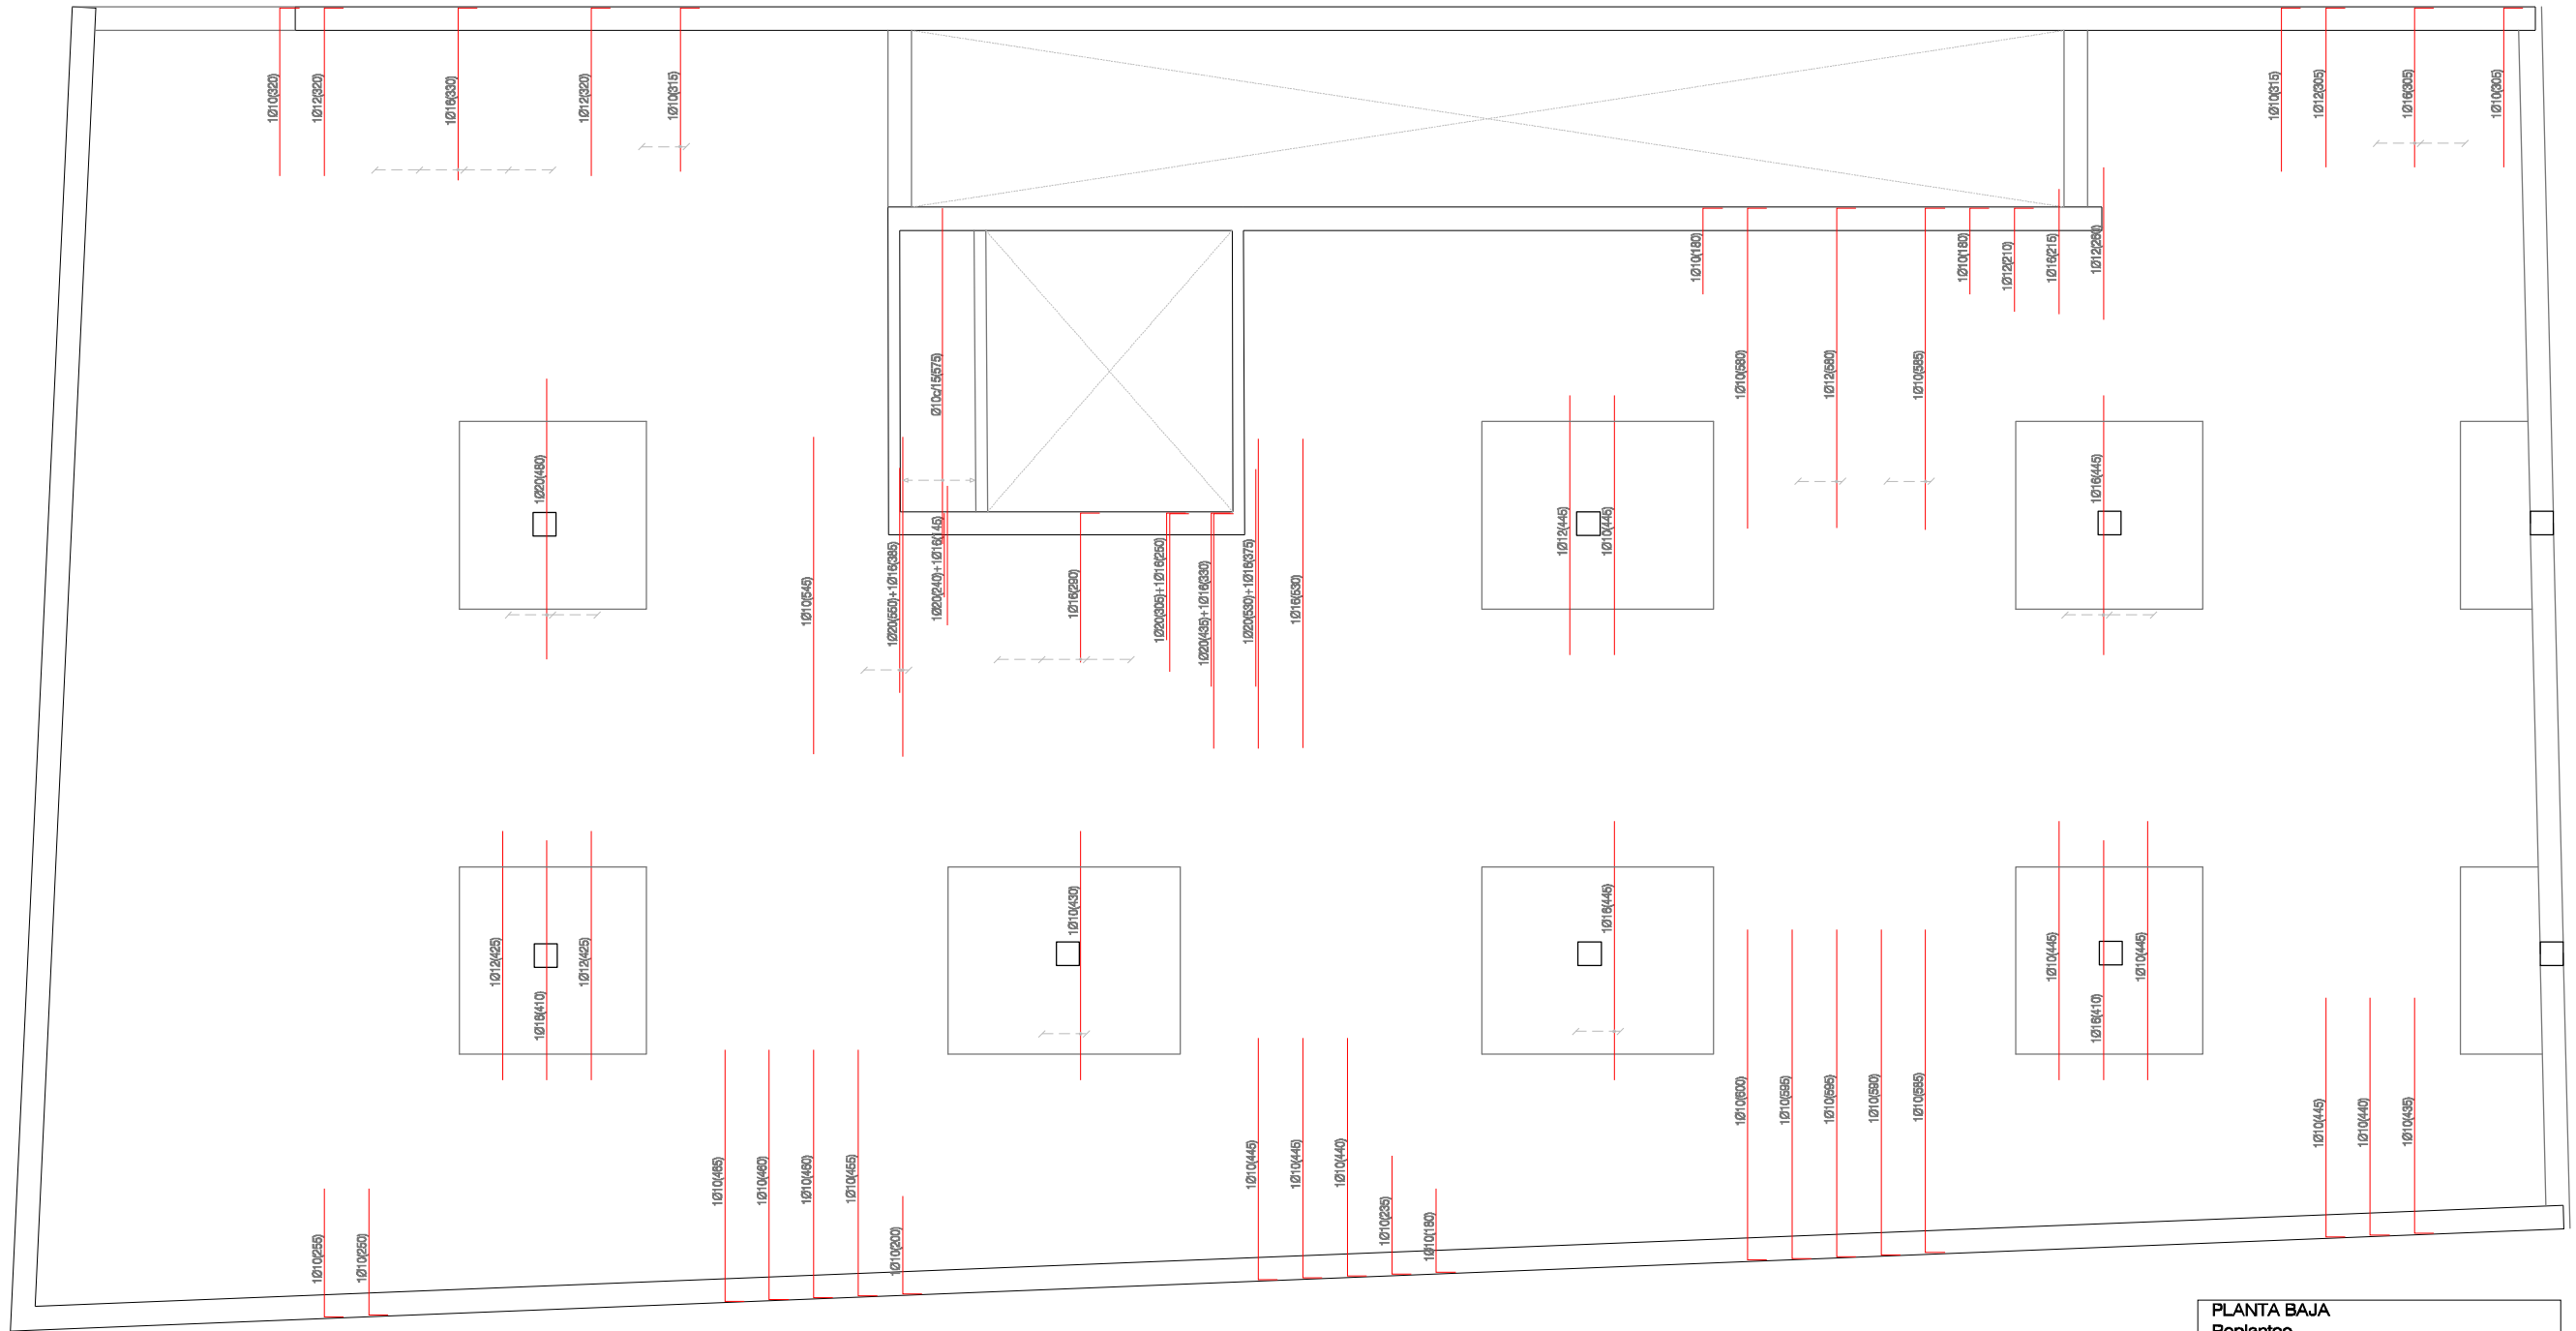 1Ø10(320)
1Ø12(320)
1Ø16(330)
1Ø12(320)
1Ø10(315)
1Ø10(315)
1Ø12(305)
1Ø16(305)
1Ø10(305)
1Ø10(180)
1Ø10(180)
1Ø12(210)
1Ø16(215)
1Ø12(260)
Ø10c/15(575)
1Ø10(580)
1Ø12(580)
1Ø10(585)
1Ø20(480)
1Ø12(445)
1Ø10(445)
1Ø16(445)
1Ø10(545)
1Ø20(550)+1Ø16(385)
1Ø20(240)+1Ø16(145)
1Ø16(290)
1Ø20(305)+1Ø16(250)
1Ø20(435)+1Ø16(330)
1Ø20(530)+1Ø16(375)
1Ø16(530)
1Ø12(425)
1Ø16(410)
1Ø12(425)
1Ø10(430)
1Ø16(445)
1Ø10(445)
1Ø16(410)
1Ø10(445)
1Ø10(255)
1Ø10(250)
1Ø10(465)
1Ø10(460)
1Ø10(460)
1Ø10(455)
1Ø10(200)
1Ø10(445)
1Ø10(445)
1Ø10(440)
1Ø10(235)
1Ø10(180)
1Ø10(600)
1Ø10(595)
1Ø10(595)
1Ø10(590)
1Ø10(585)
1Ø10(445)
1Ø10(440)
1Ø10(435)
PLANTA BAJA
Replanteo